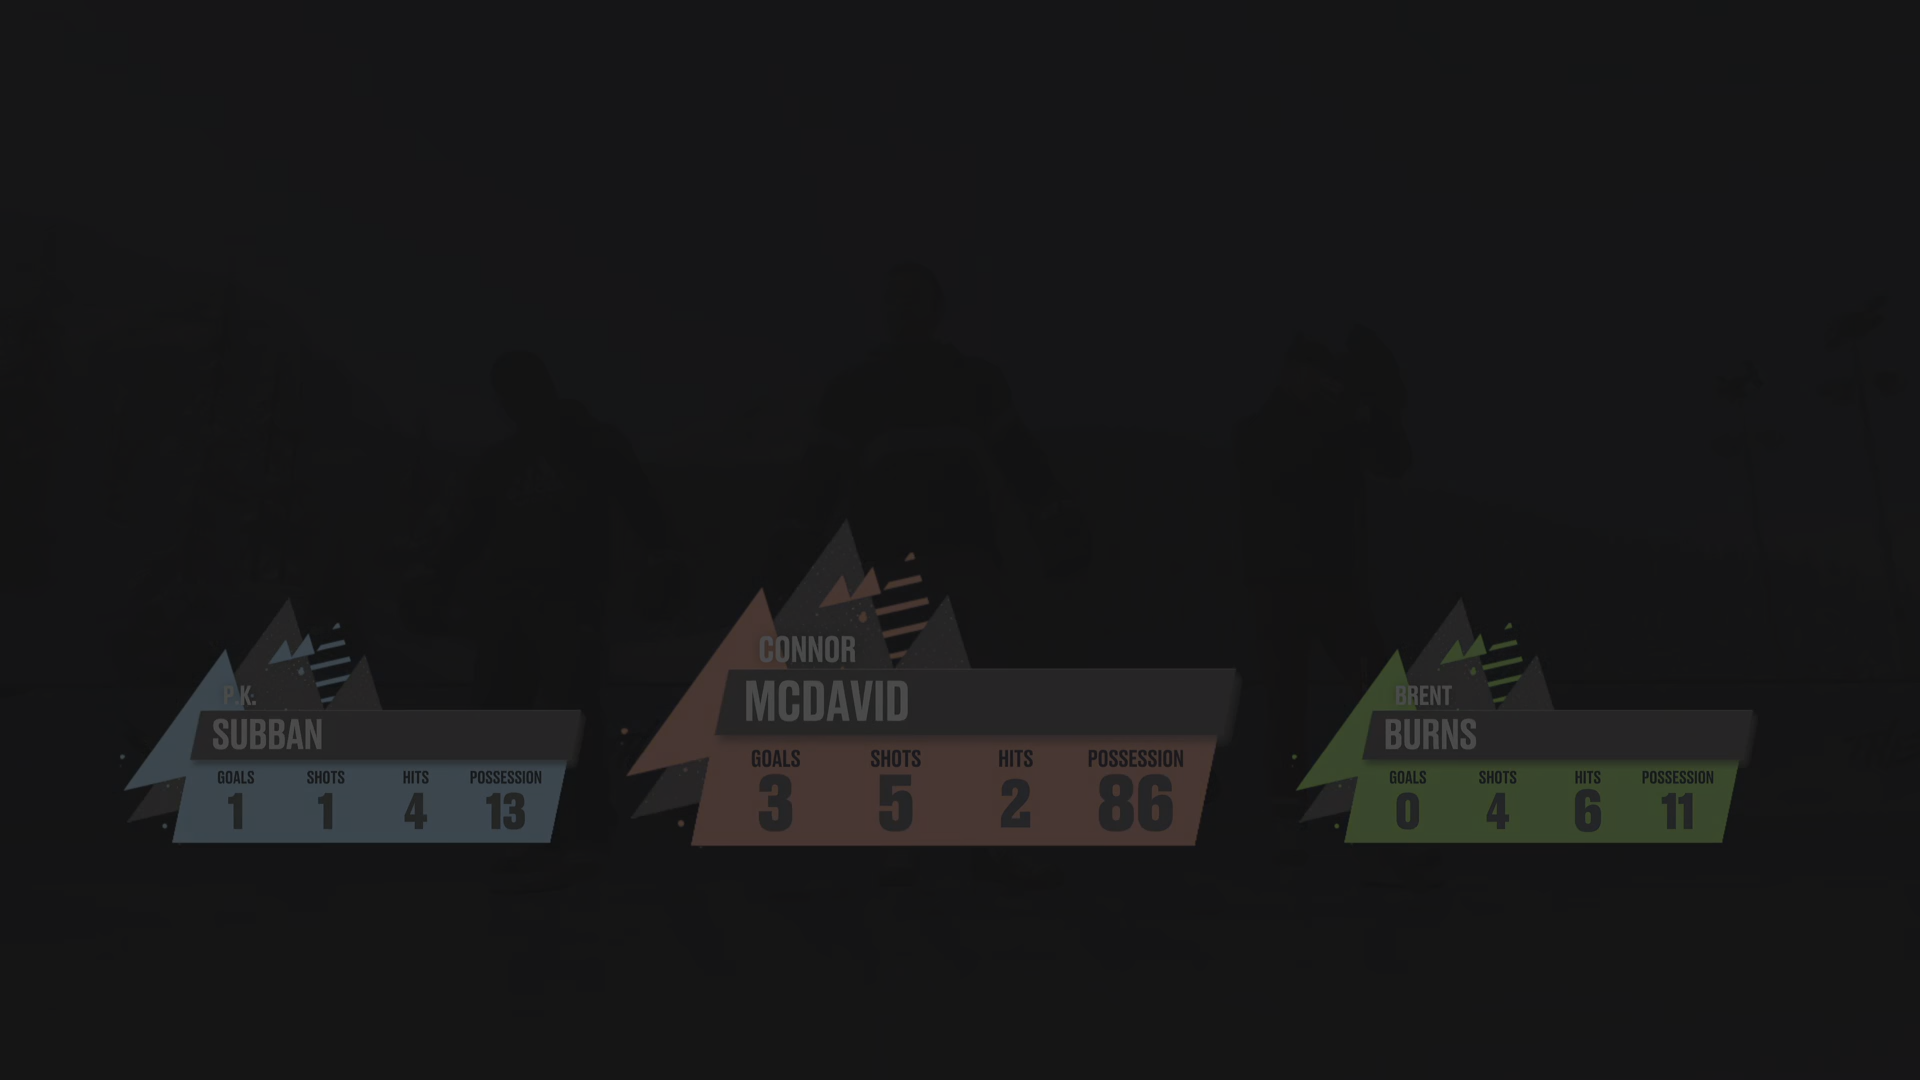 P.K.
SUBBAN
GOALS SHOTS HITS POSSESSION
1 1 4 13
CONNOR
MCDAVID
GOALS SHOTS HITS POSSESSION
3 5 2 86
BRENT
BURNS
GOALS SHOTS HITS POSSESSION
0 4 6 11